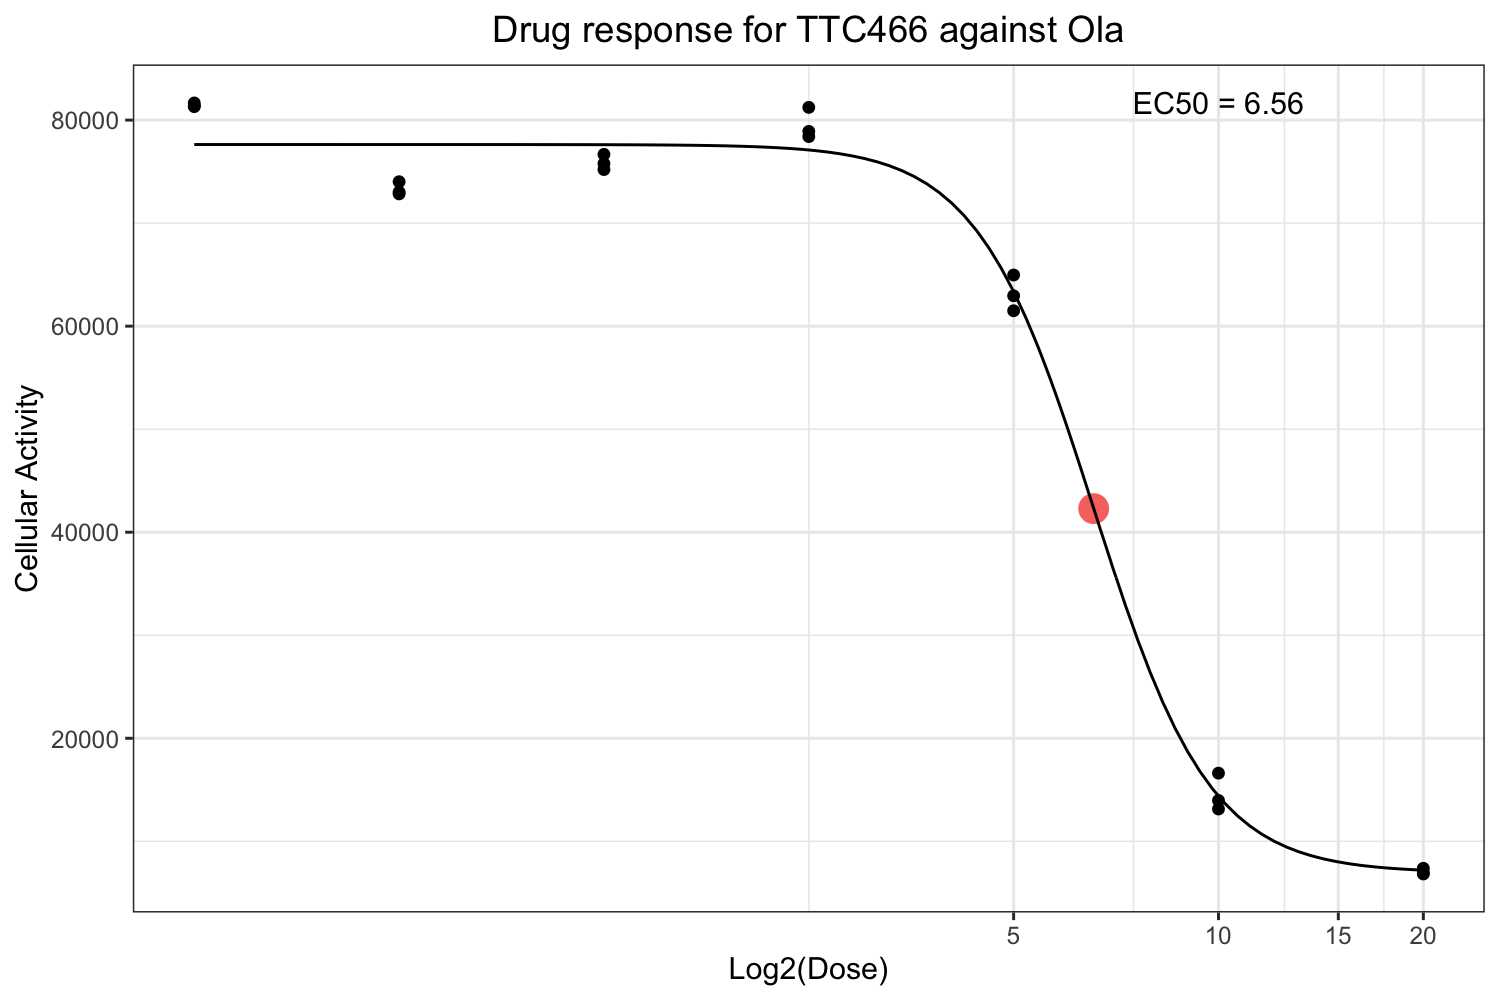 Drug response for TTC466 against Ola
EC50 = 6.56
80000
60000
40000
20000
Cellular Activity
5 10 15 20
Log2(Dose)